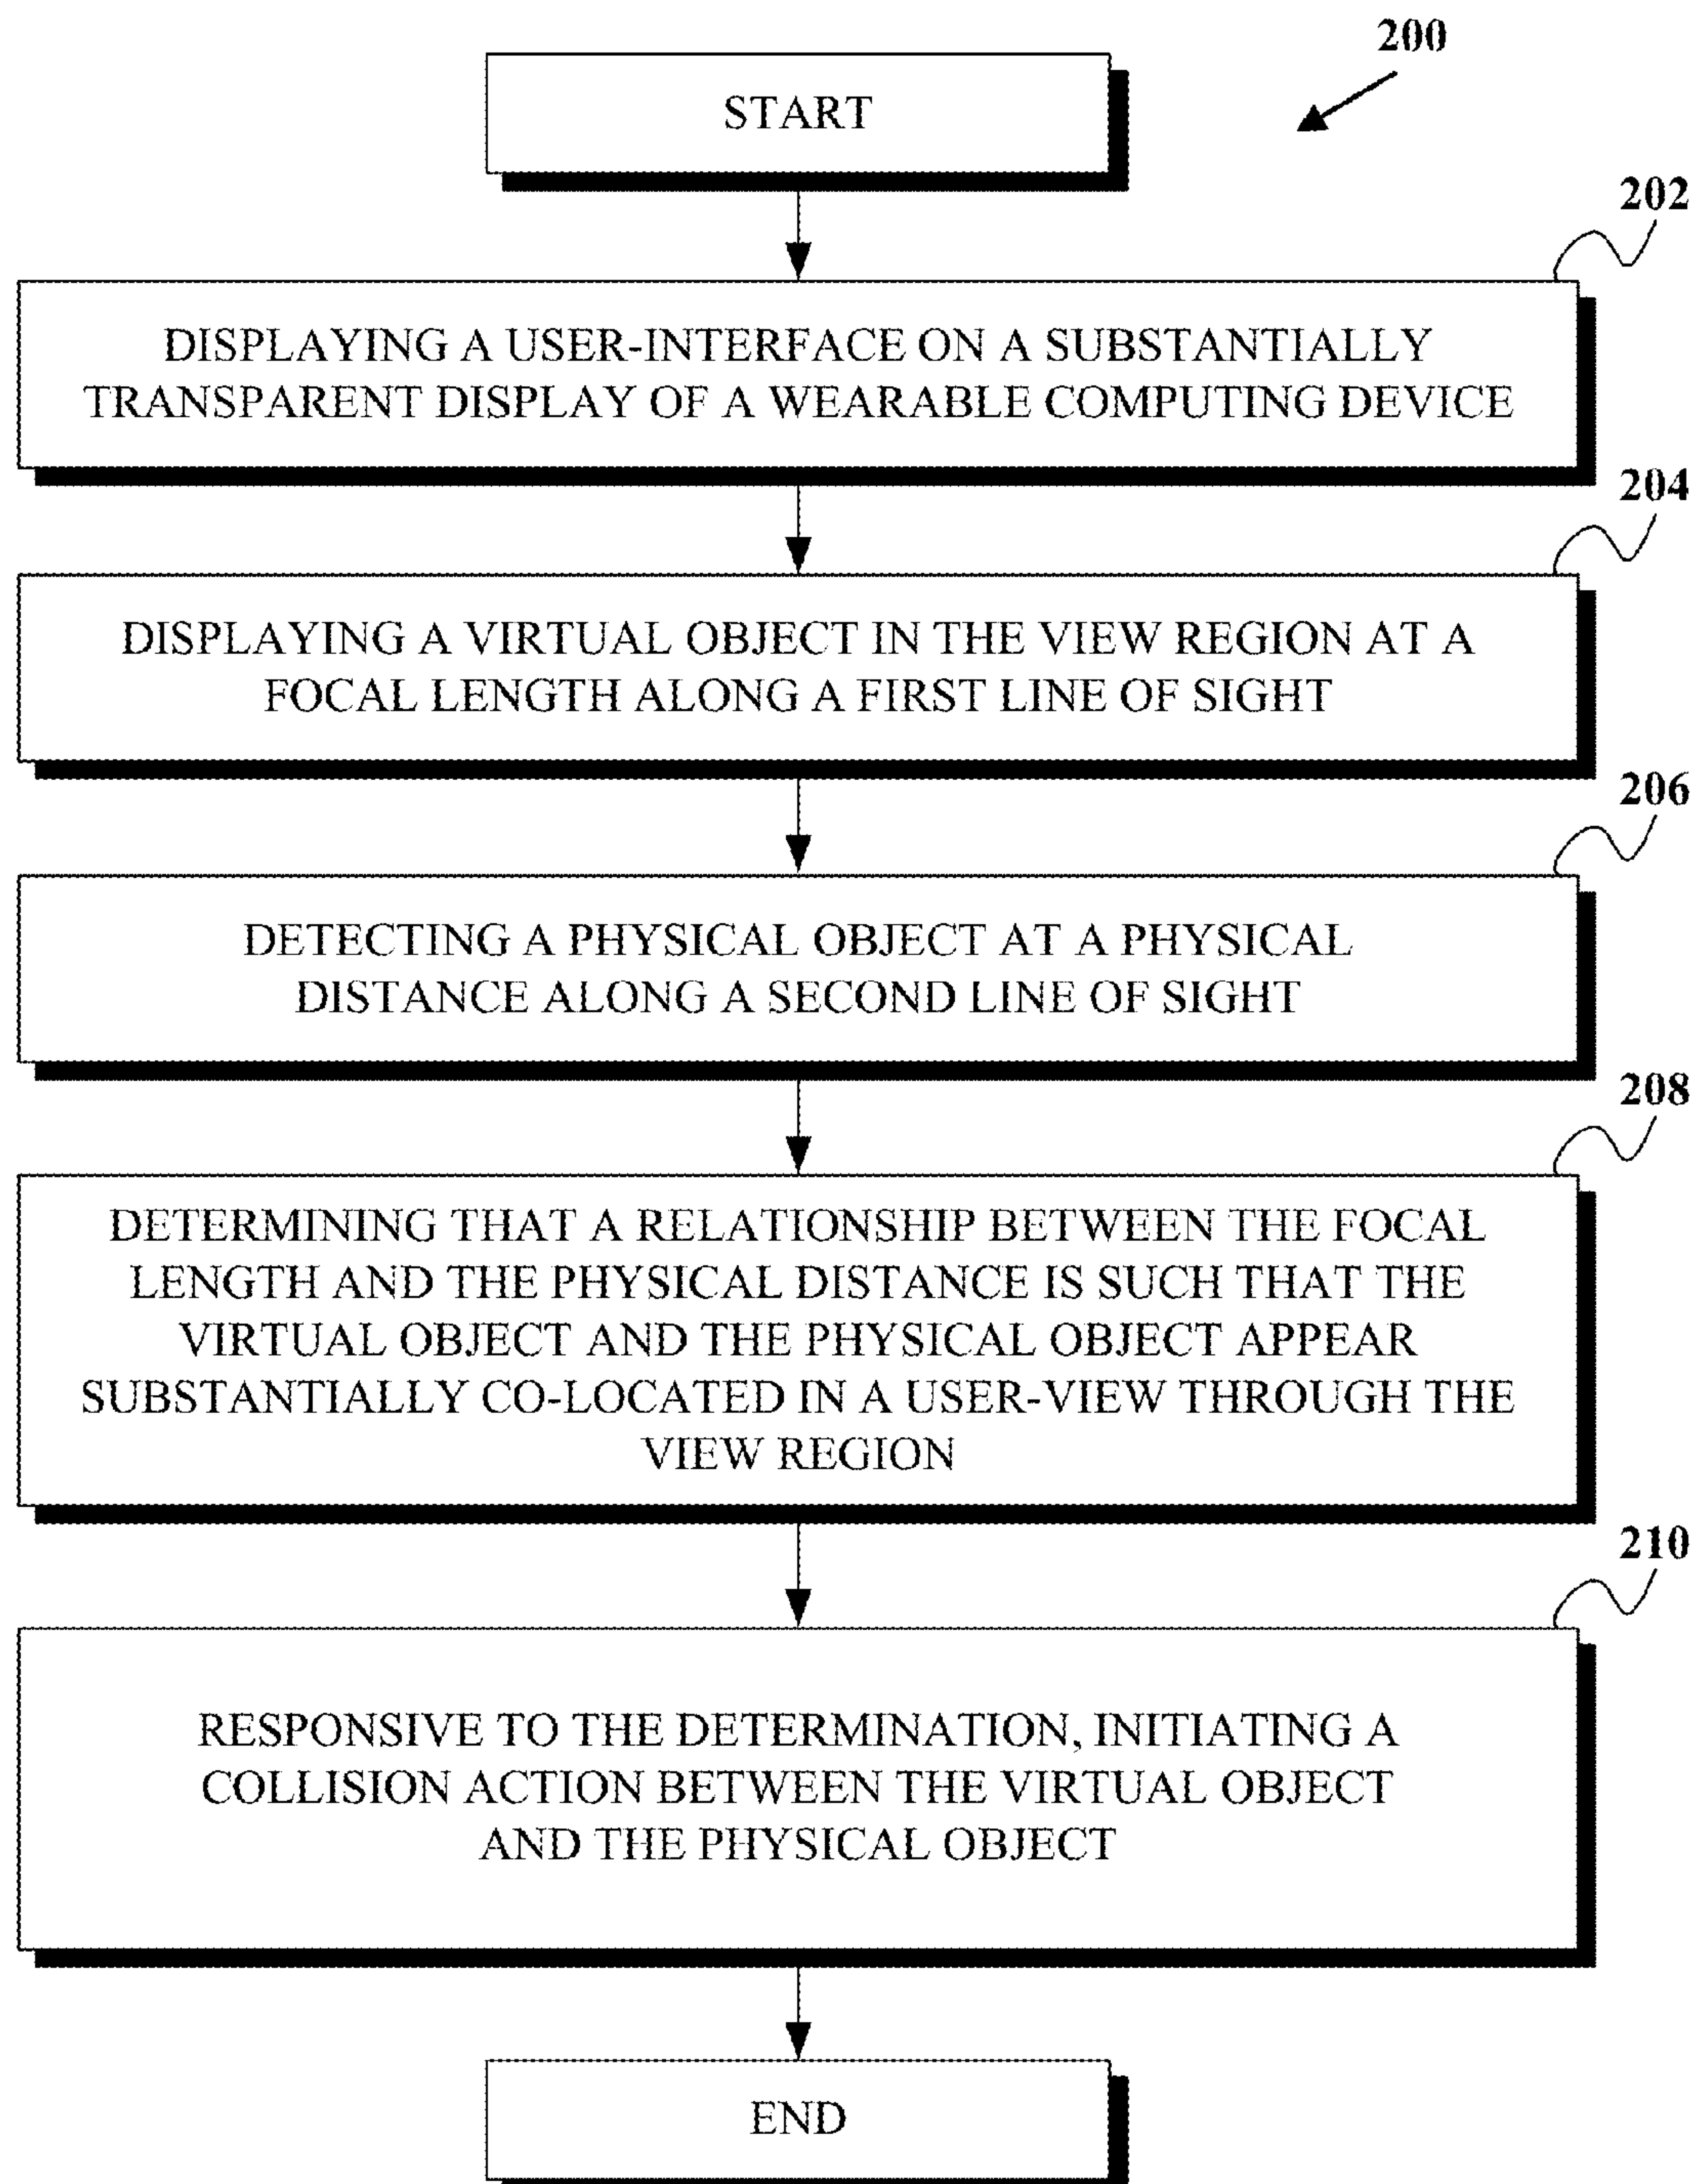 200
START
202
DISPLAYING A USER-INTERFACE ON A SUBSTANTIALLY
TRANSPARENT DISPLAY OF A WEARABLE COMPUTING DEVICE
204
DISPLAYING A VIRTUAL OBJECT IN THE VIEW REGION AT A
FOCAL LENGTH ALONG A FIRST LINE OF SIGHT
206
DETECTING A PHYSICAL OBJECT AT A PHYSICAL
DISTANCE ALONG A SECOND LINE OF SIGHT
208
DETERMINING THAT A RELATIONSHIP BETWEEN THE FOCAL
LENGTH AND THE PHYSICAL DISTANCE IS SUCH THAT THE
VIRTUAL OBJECT AND THE PHYSICAL OBJECT APPEAR
SUBSTANTIALLY CO-LOCATED IN A USER-VIEW THROUGH THE
VIEW REGION
210
RESPONSIVE TO THE DETERMINATION, INITIATING A
COLLISION ACTION BETWEEN THE VIRTUAL OBJECT
AND THE PHYSICAL OBJECT
END